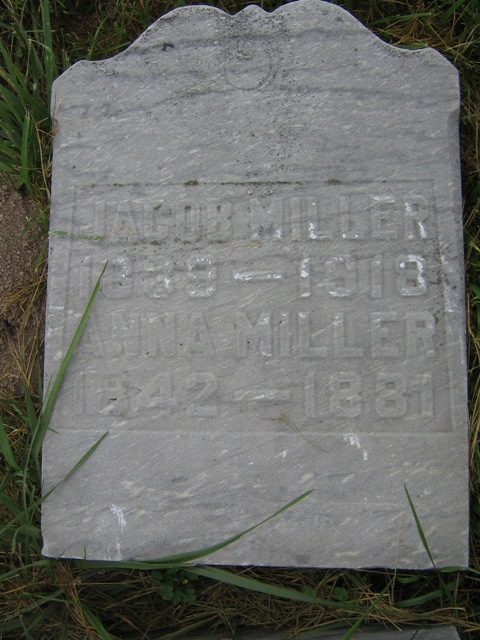 JACOB MILLER
1839 — 1913
ANNA MILLER
1842 — 1881